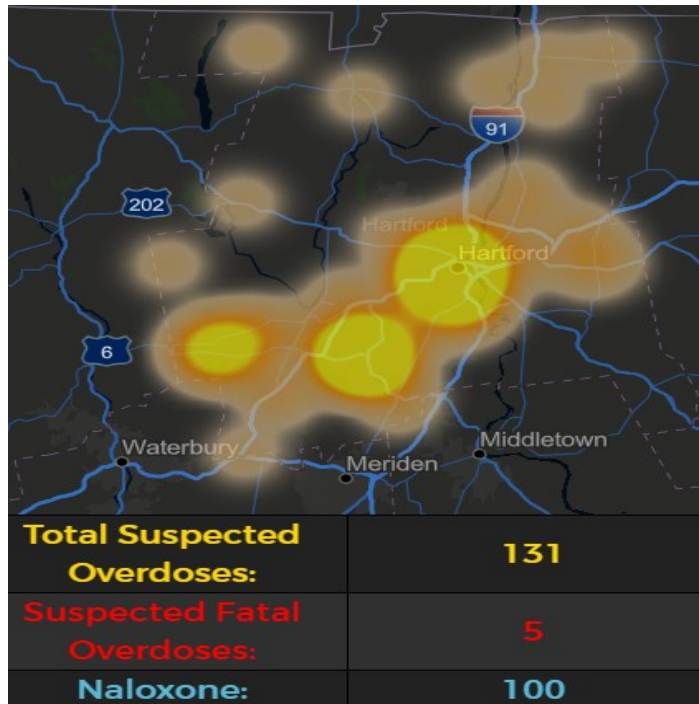 91
202
Hartford
Hartford
6
Waterbury
Middletown
Meriden
Total Suspected
Overdoses:
131
Suspected Fatal
Overdoses:
5
Naloxone:
100